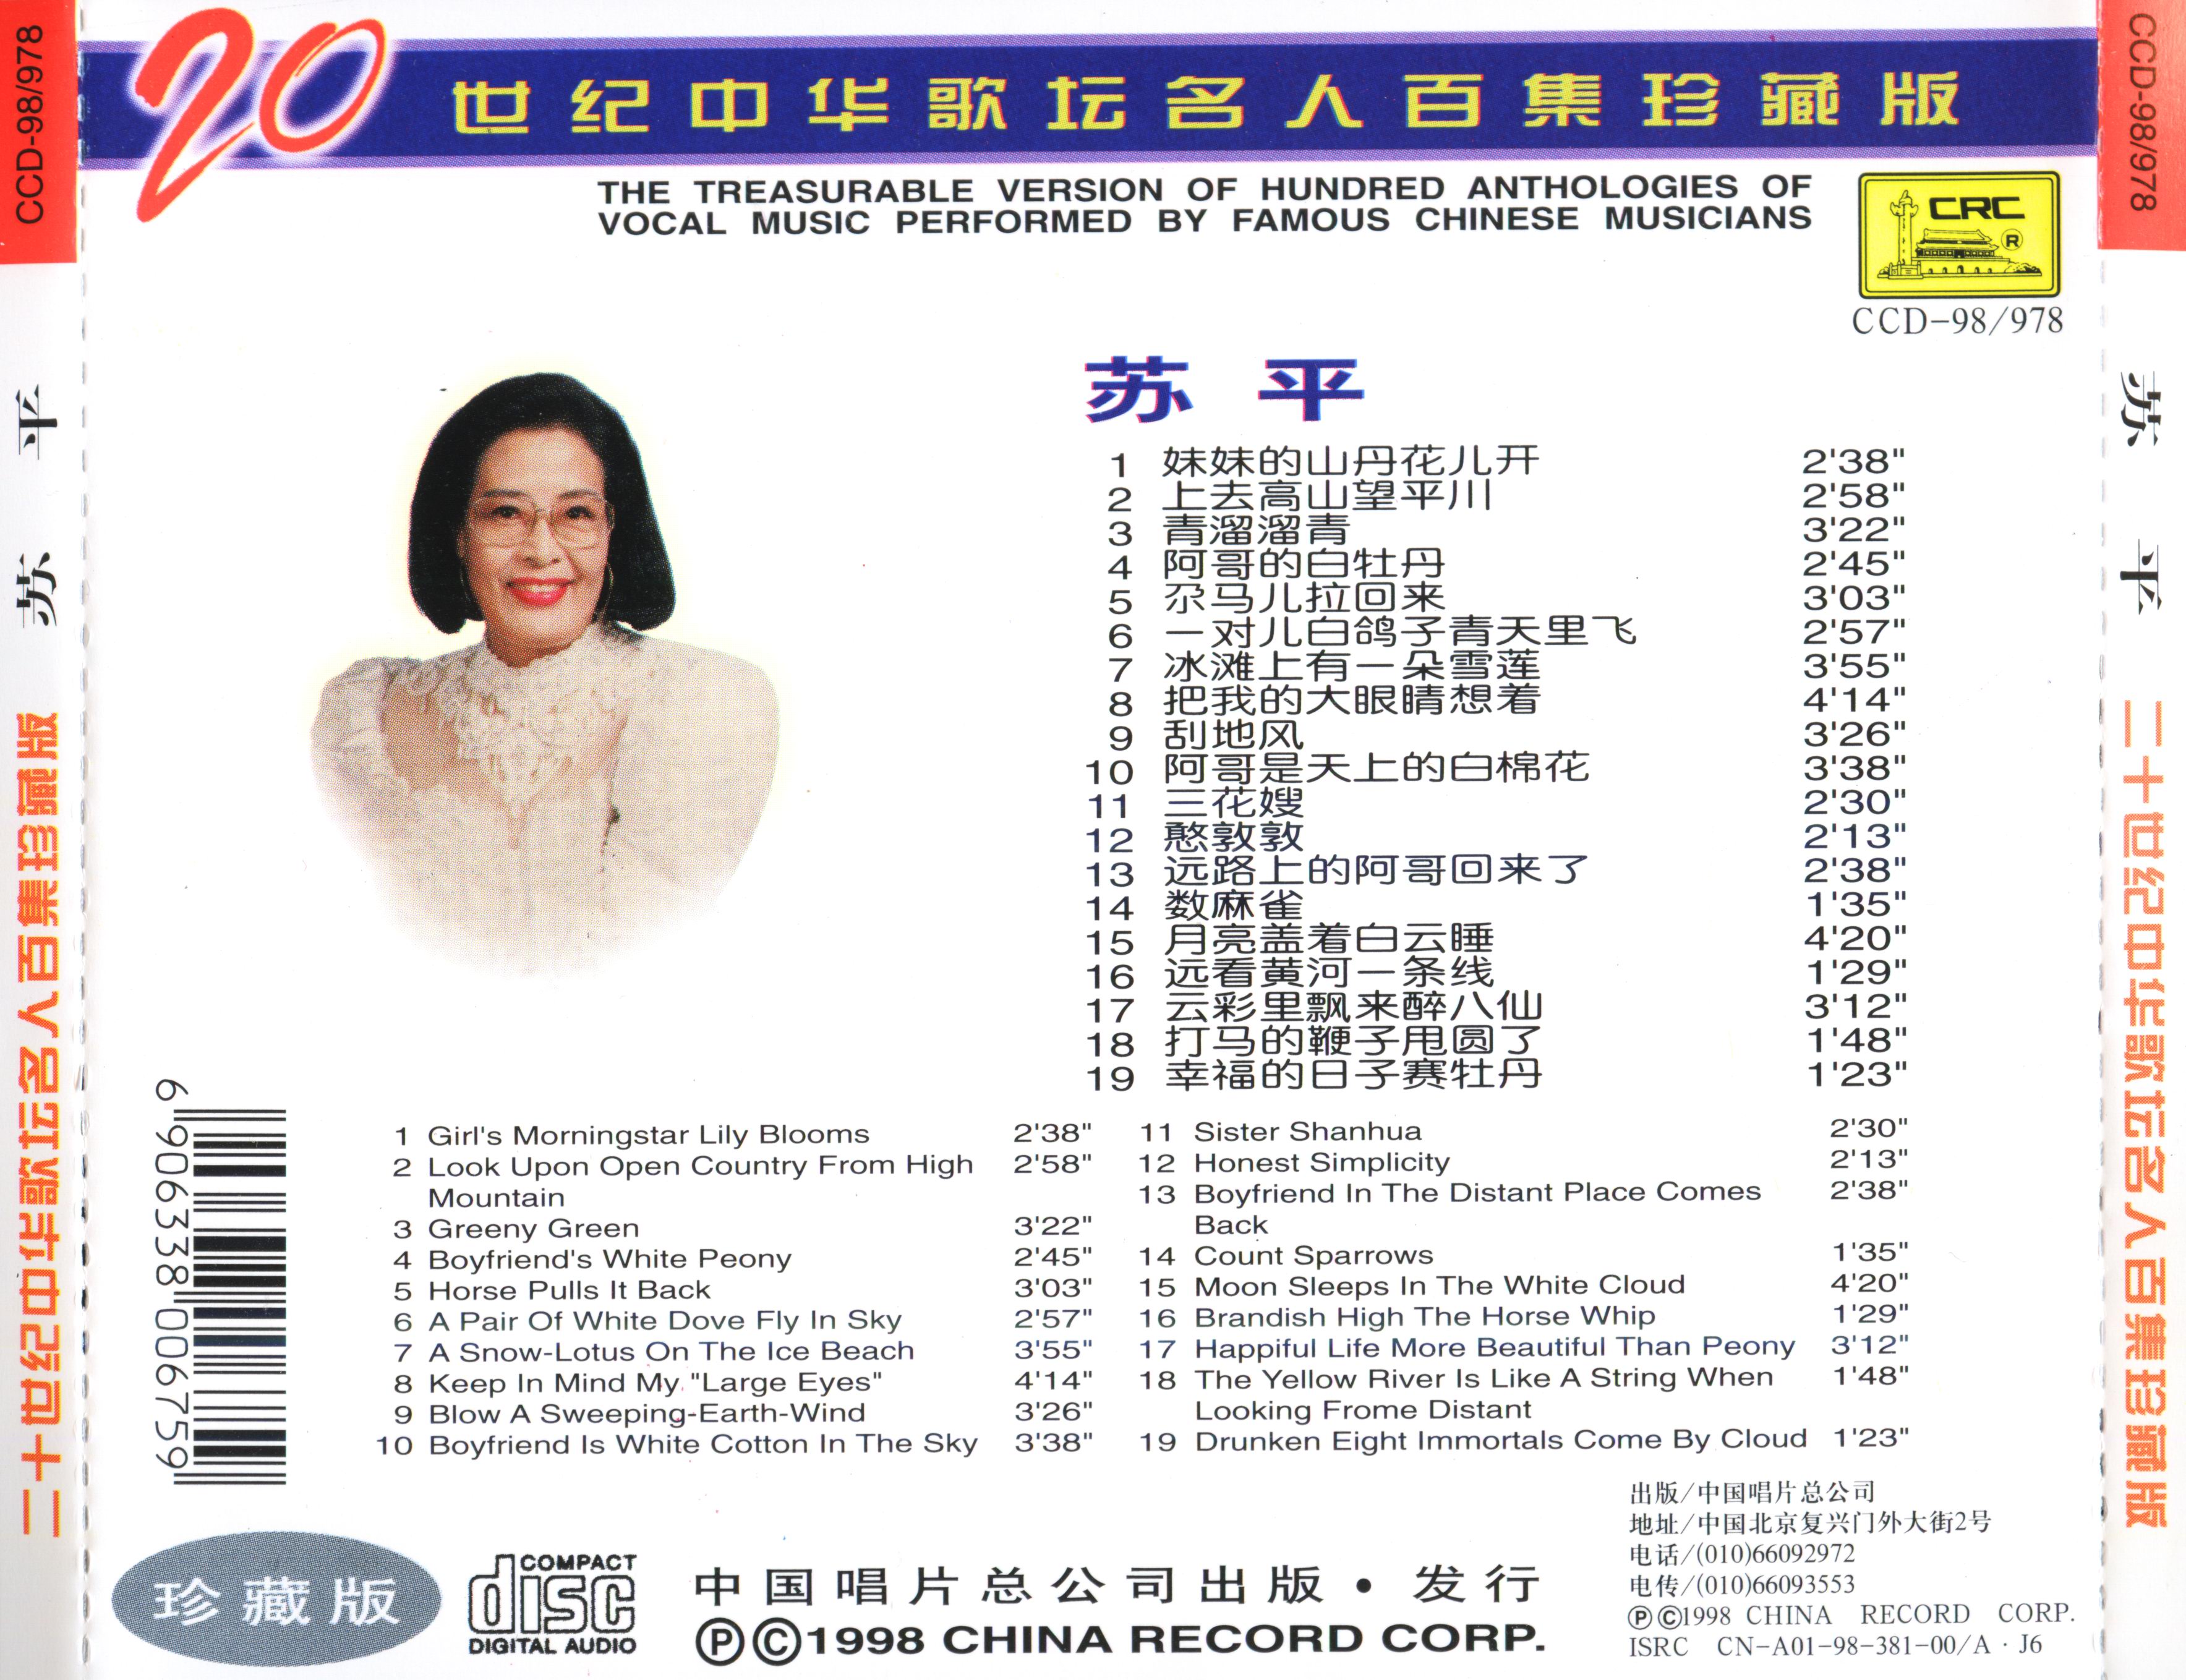 CCD-98/978
苏 平
二十世纪中华歌坛名人百集珍藏版
20世纪中华歌坛名人百集珍藏版
THE TREASURABLE VERSION OF HUNDRED ANTHOLOGIES OF
VOCAL MUSIC PERFORMED BY FAMOUS CHINESE MUSICIANS
CRC
®
CCD-98/978
苏 平
1 妹妹的山丹花儿开 2'38"
2 上去高山望平川 2'58"
3 青溜溜青 3'22"
4 阿哥的白牡丹 2'45"
5 尕马儿拉回来 3'03"
6 一对儿白鸽子青天里飞 2'57"
7 冰滩上有一朵雪莲 3'55"
8 把我的大眼睛想着 4'14"
9 刮地风 3'26"
10 阿哥是天上的白棉花 3'38"
11 三花嫂 2'30"
12 憨敦敦 2'13"
13 远路上的阿哥回来了 2'38"
14 数麻雀 1'35"
15 月亮盖着白云睡 4'20"
16 远看黄河一条线 1'29"
17 云彩里飘来醉八仙 3'12"
18 打马的鞭子甩圆了 1'48"
19 幸福的日子赛牡丹 1'23"
1 Girl's Morningstar Lily Blooms 2'38"
2 Look Upon Open Country From High 2'58"
Mountain
3 Greeny Green 3'22"
4 Boyfriend's White Peony 2'45"
5 Horse Pulls It Back 3'03"
6 A Pair Of White Dove Fly In Sky 2'57"
7 A Snow-Lotus On The Ice Beach 3'55"
8 Keep In Mind My "Large Eyes" 4'14"
9 Blow A Sweeping-Earth-Wind 3'26"
10 Boyfriend Is White Cotton In The Sky 3'38"
11 Sister Shanhua 2'30"
12 Honest Simplicity 2'13"
13 Boyfriend In The Distant Place Comes 2'38"
Back
14 Count Sparrows 1'35"
15 Moon Sleeps In The White Cloud 4'20"
16 Brandish High The Horse Whip 1'29"
17 Happiful Life More Beautiful Than Peony 3'12"
18 The Yellow River Is Like A String When 1'48"
Looking Frome Distant
19 Drunken Eight Immortals Come By Cloud 1'23"
6 906338 006759
珍藏版
COMPACT
disc
DIGITAL AUDIO
中国唱片总公司出版·发行
℗©1998 CHINA RECORD CORP.
出版/中国唱片总公司
地址/中国北京复兴门外大街2号
电话/(010)66092972
电传/(010)66093553
℗©1998 CHINA RECORD CORP.
ISRC CN-A01-98-381-00/A·J6
CCD-98/978
苏 平
二十世纪中华歌坛名人百集珍藏版